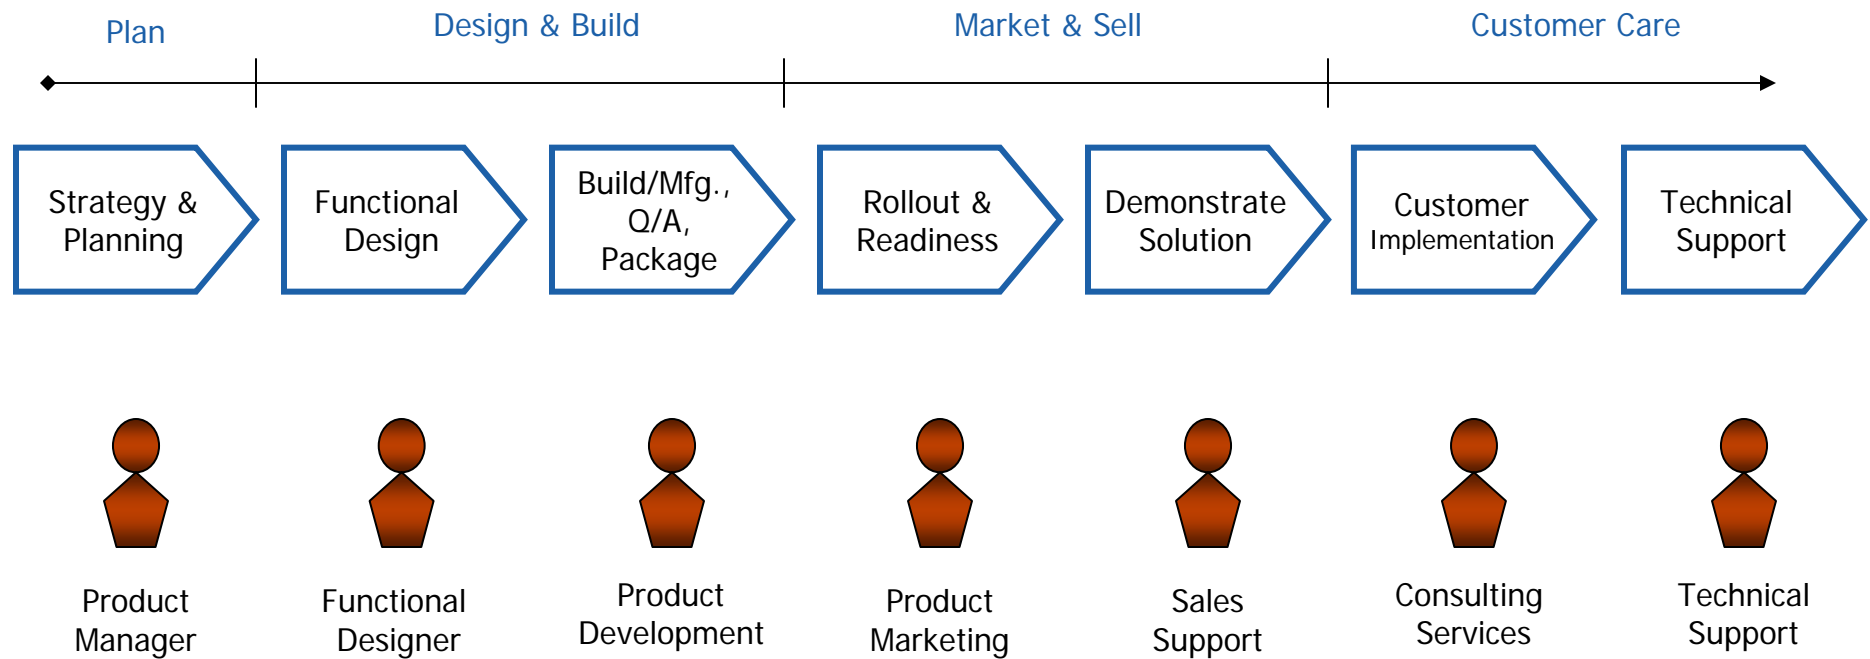 Plan
Design & Build
Market & Sell
Customer Care
Strategy &
Planning
Functional
Design
Build/Mfg.,
Q/A,
Package
Rollout &
Readiness
Demonstrate
Solution
Customer
Implementation
Technical
Support
Product
Manager
Functional
Designer
Product
Development
Product
Marketing
Sales
Support
Consulting
Services
Technical
Support